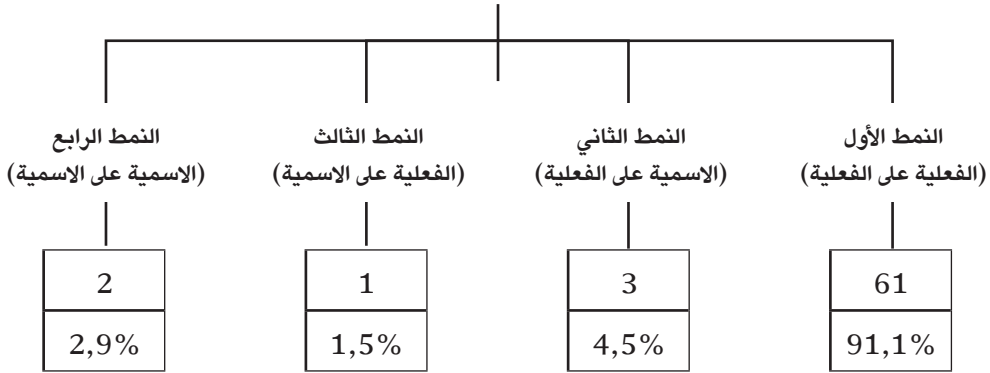 النمط الأول
(الفعلية على الفعلية)
61
91,1%
النمط الثاني
(الاسمية على الفعلية)
3
4,5%
النمط الثالث
(الفعلية على الاسمية)
1
1,5%
النمط الرابع
(الاسمية على الاسمية)
2
2,9%